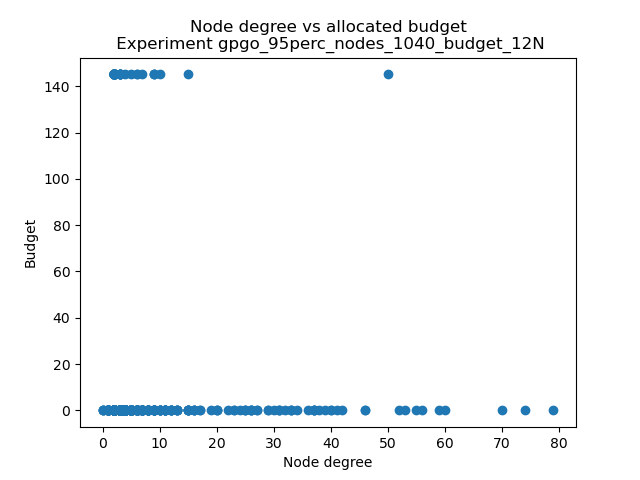 Node degree vs allocated budget
Experiment gpgo_95perc_nodes_1040_budget_12N
140
120
100
80
60
40
20
0
Budget
0 10 20 30 40 50 60 70 80
Node degree